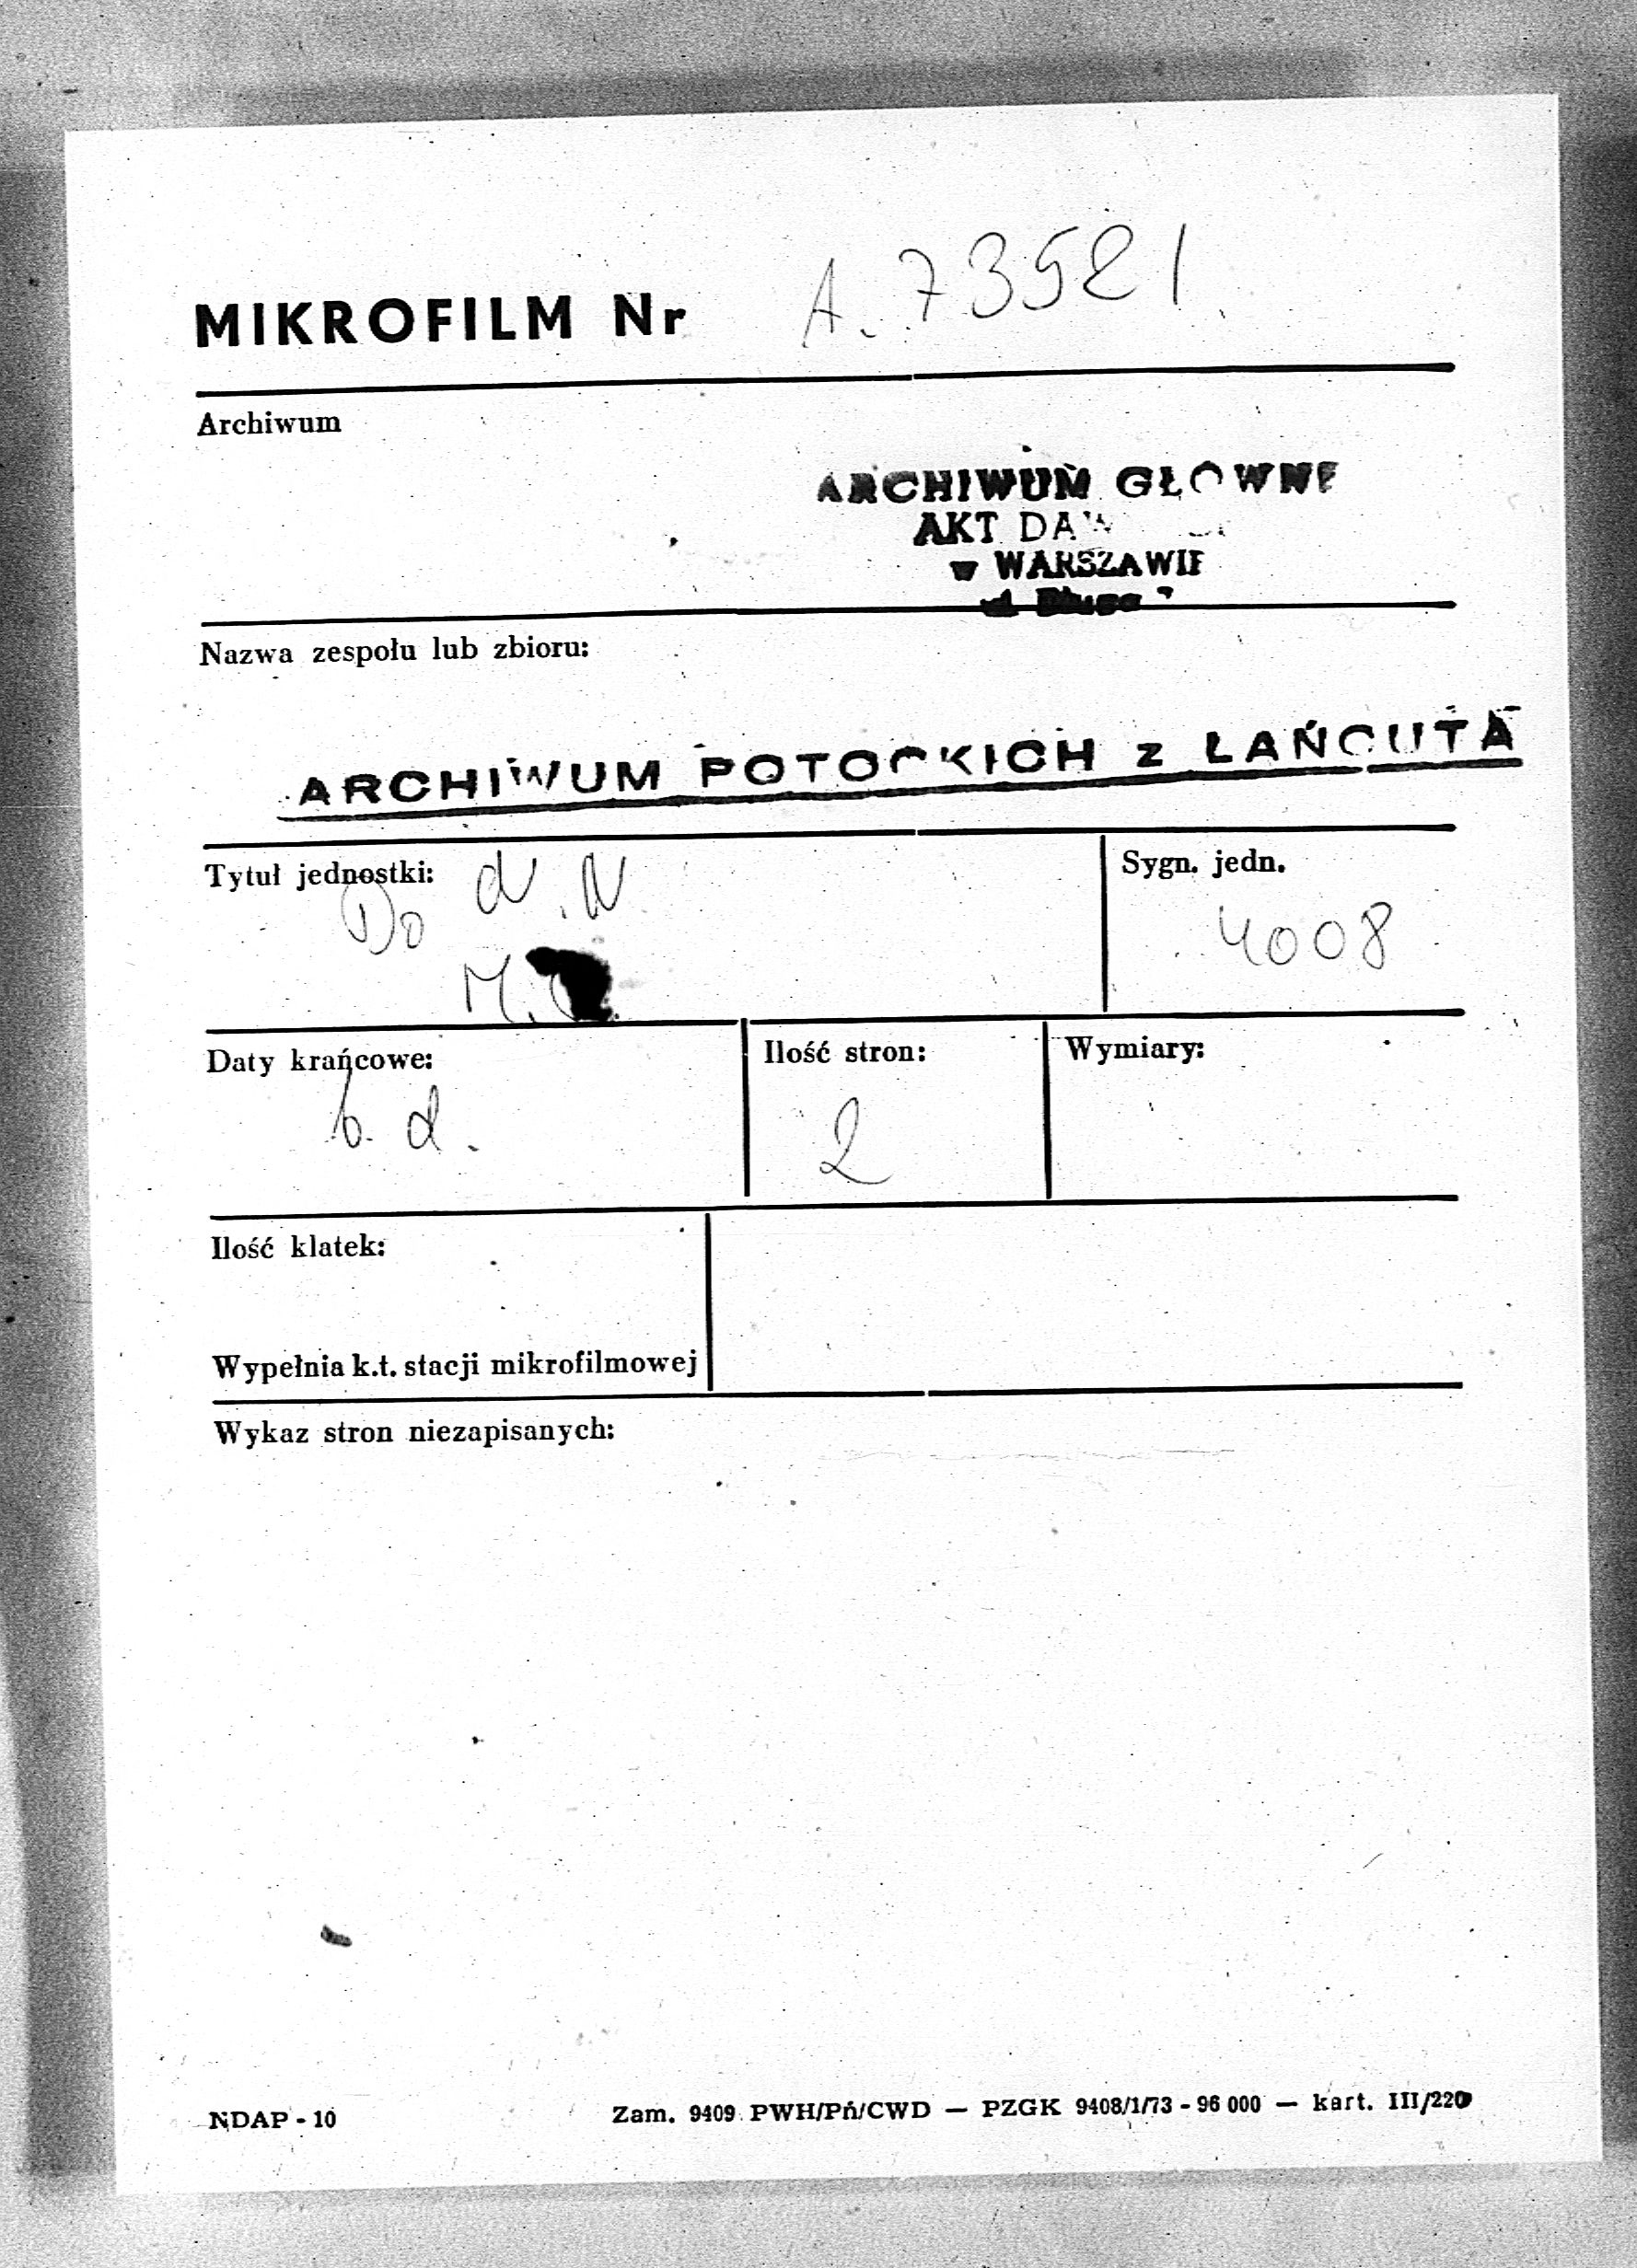 MIKROFILM Nr A. 73521
Archiwum
ARCHIWUM GŁÓWNE
AKT
w WARSZAWIE
Nazwa zespołu lub zbioru:
ARCHIWUM POTOCKICH z ŁAŃCUTA
Tytuł jednostki: N.N
Sygn. jedn.
Do
4008
Daty krańcowe:
Ilość stron:
Wymiary:
b. d.
2
Ilość klatek:
Wypełnia k.t. stacji mikrofilmowej
Wykaz stron niezapisanych:
NDAP - 10
Zam. 9409 PWH/Pń/CWD — PZGK 9408/1/73 - 96 000 — kart. III/220